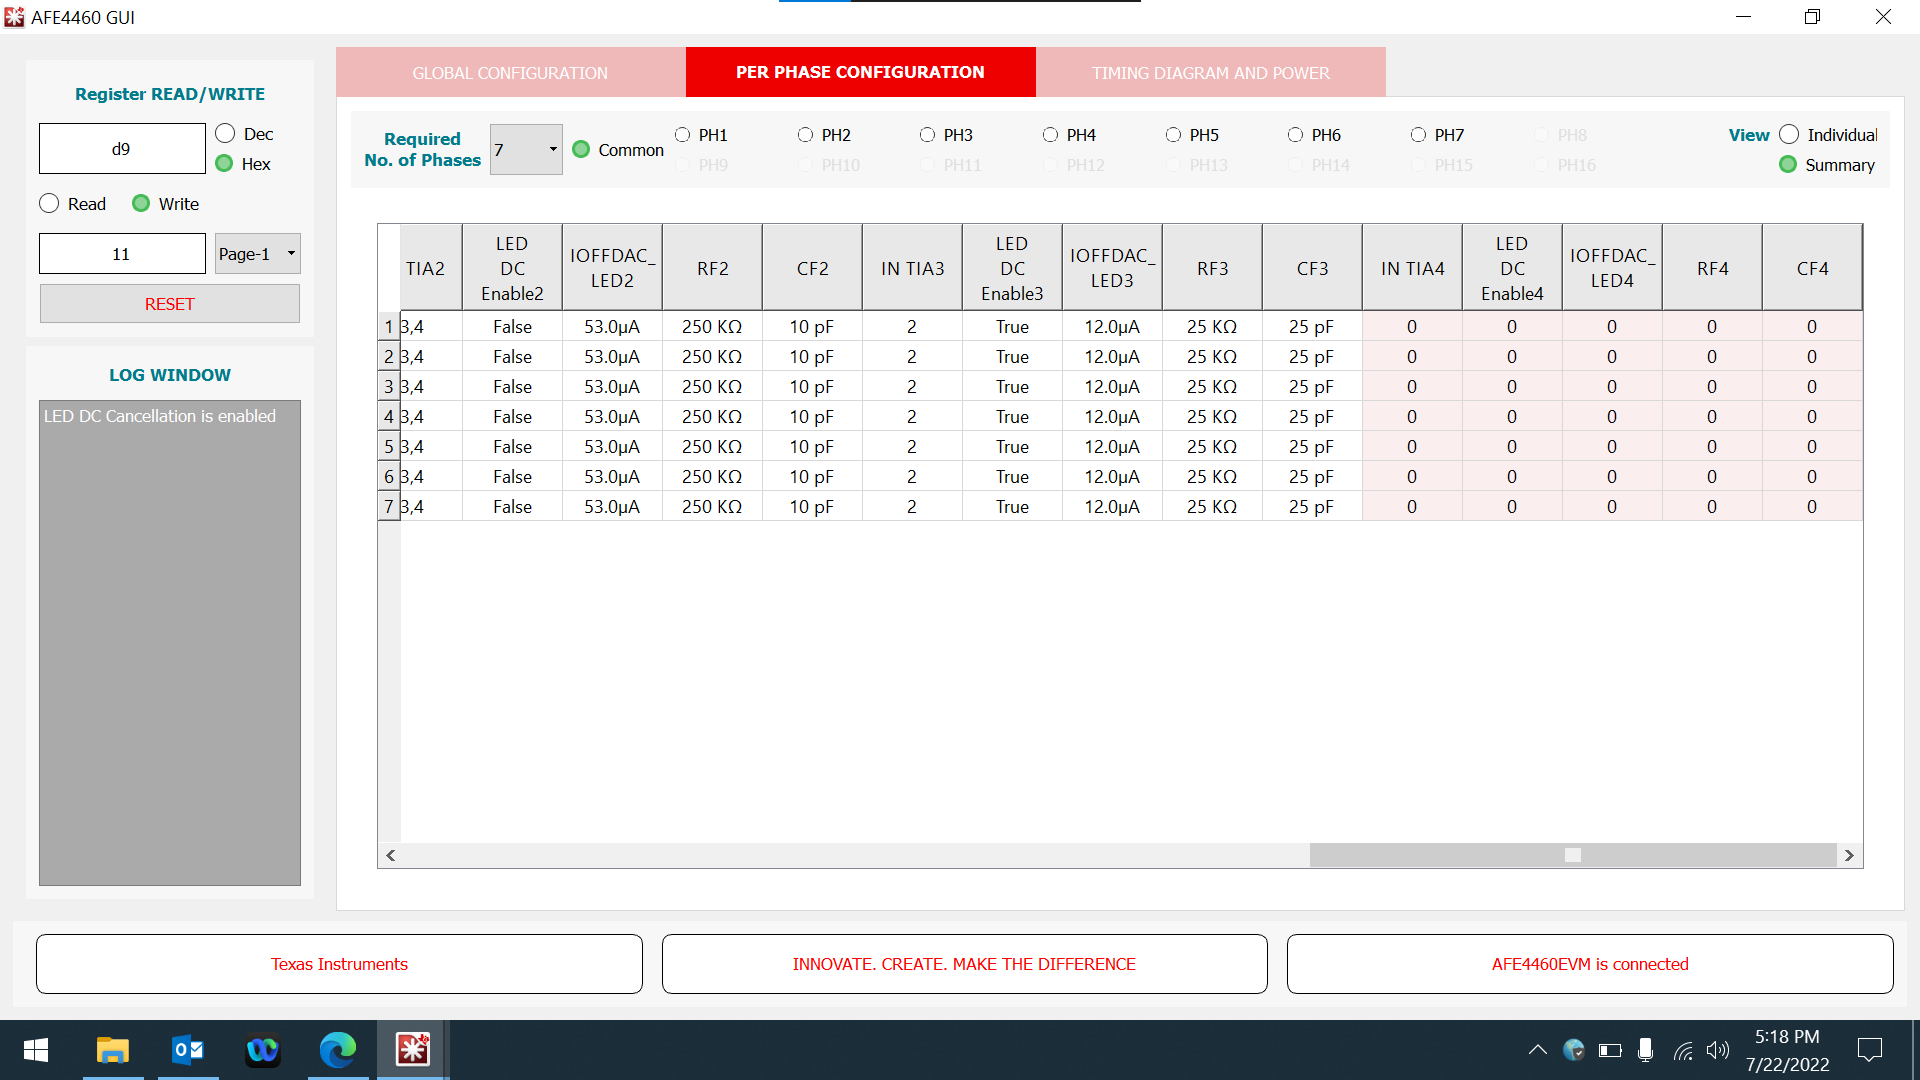 AFE4460 GUI
Register READ/WRITE
d9
Dec
Hex
Read Write
11 Page-1
RESET
LOG WINDOW
LED DC Cancellation is enabled
GLOBAL CONFIGURATION PER PHASE CONFIGURATION TIMING DIAGRAM AND POWER
Required
No. of Phases
7 Common
PH1 PH2 PH3 PH4 PH5 PH6 PH7 PH8
PH9 PH10 PH11 PH12 PH13 PH14 PH15 PH16
View Individual
Summary
TIA2 LED DC Enable2 IOFFDAC_LED2 RF2 CF2 IN TIA3 LED DC Enable3 IOFFDAC_LED3 RF3 CF3 IN TIA4 LED DC Enable4 IOFFDAC_LED4 RF4 CF4
1 3,4 False 53.0µA 250 KΩ 10 pF 2 True 12.0µA 25 KΩ 25 pF 0 0 0 0 0
2 3,4 False 53.0µA 250 KΩ 10 pF 2 True 12.0µA 25 KΩ 25 pF 0 0 0 0 0
3 3,4 False 53.0µA 250 KΩ 10 pF 2 True 12.0µA 25 KΩ 25 pF 0 0 0 0 0
4 3,4 False 53.0µA 250 KΩ 10 pF 2 True 12.0µA 25 KΩ 25 pF 0 0 0 0 0
5 3,4 False 53.0µA 250 KΩ 10 pF 2 True 12.0µA 25 KΩ 25 pF 0 0 0 0 0
6 3,4 False 53.0µA 250 KΩ 10 pF 2 True 12.0µA 25 KΩ 25 pF 0 0 0 0 0
7 3,4 False 53.0µA 250 KΩ 10 pF 2 True 12.0µA 25 KΩ 25 pF 0 0 0 0 0
Texas Instruments
INNOVATE. CREATE. MAKE THE DIFFERENCE
AFE4460EVM is connected
5:18 PM
7/22/2022